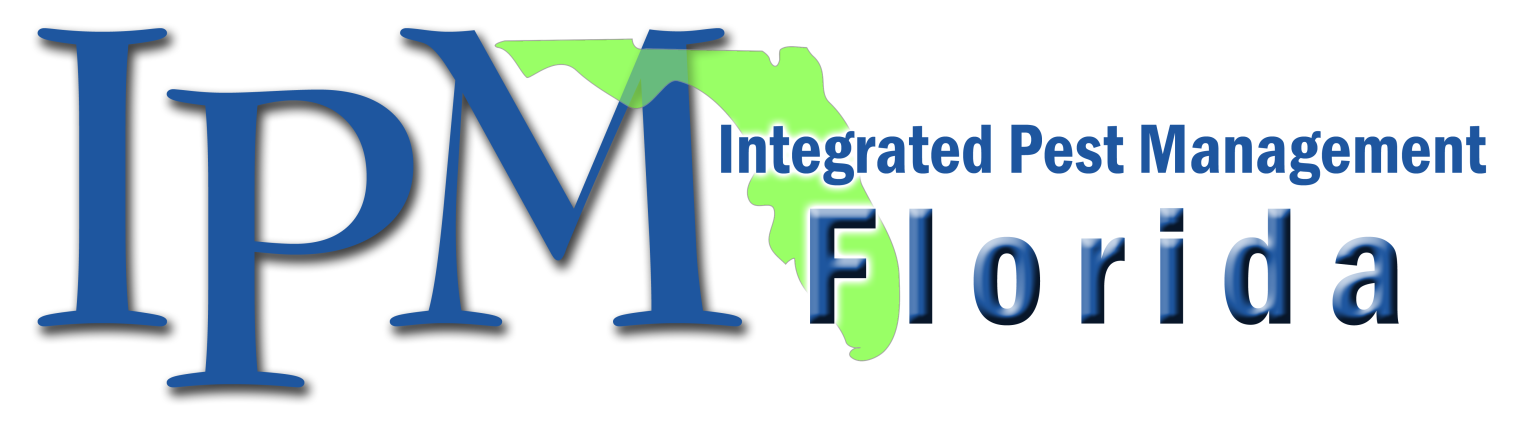 IPM
Integrated Pest Management
Florida